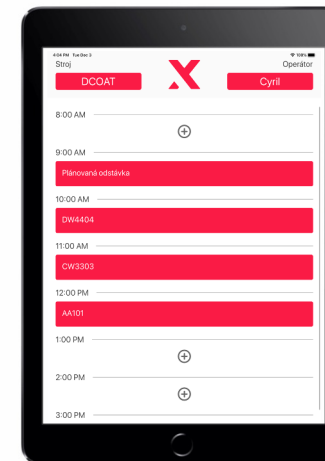 4:04 PM Tue Dec 3
100%
Stroj
Operátor
DCOAT
Cyril
8:00 AM
9:00 AM
Plánovaná odstávka
10:00 AM
DW4404
11:00 AM
CW3303
12:00 PM
AA101
1:00 PM
2:00 PM
3:00 PM